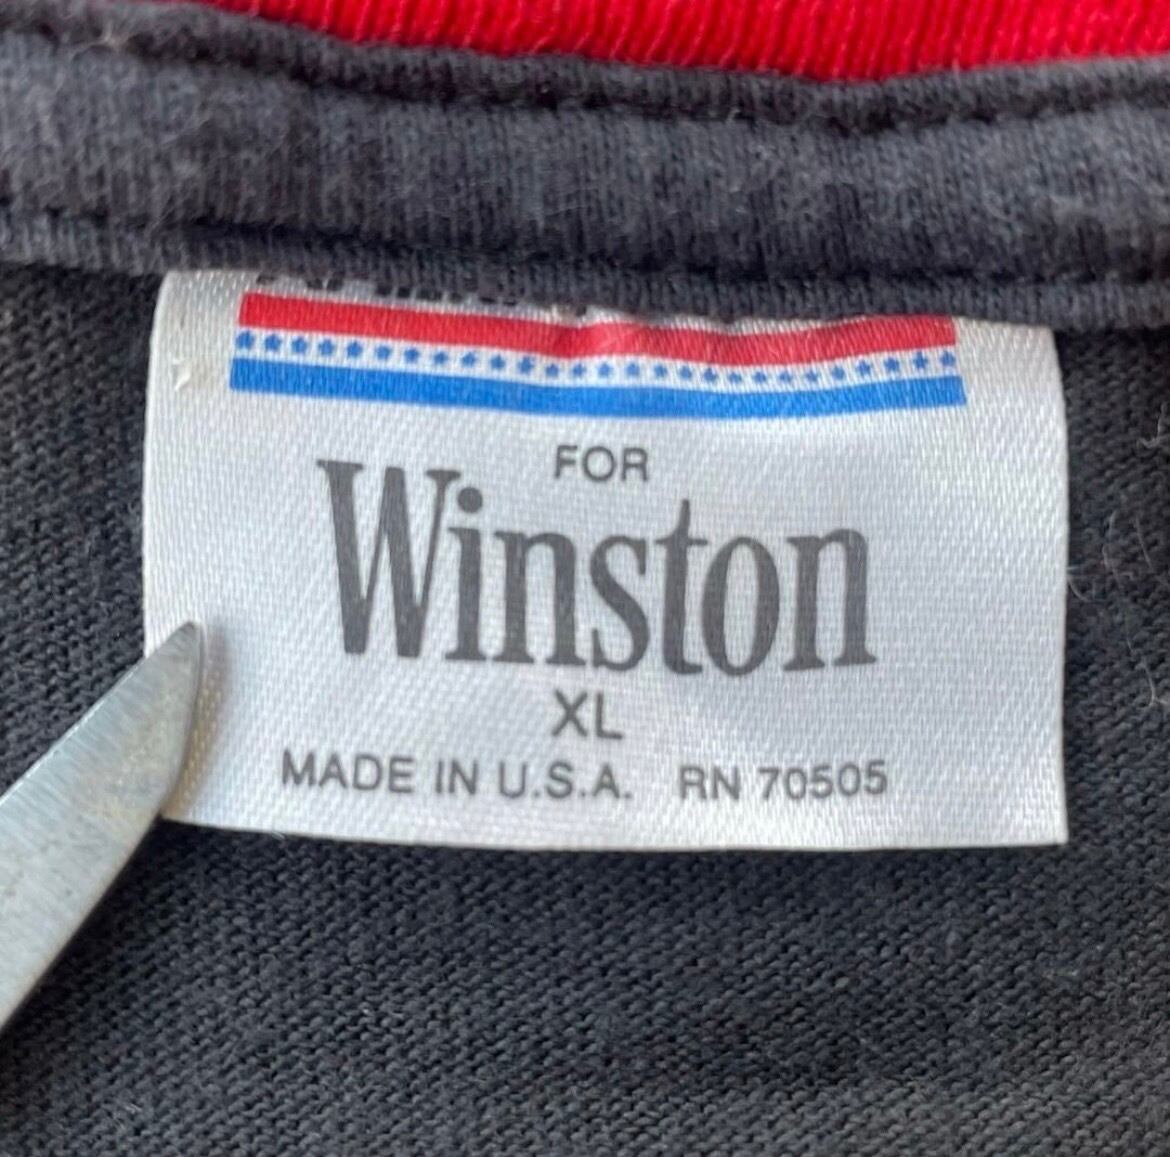 FOR
Winston
XL
MADE IN U.S.A. RN 70505